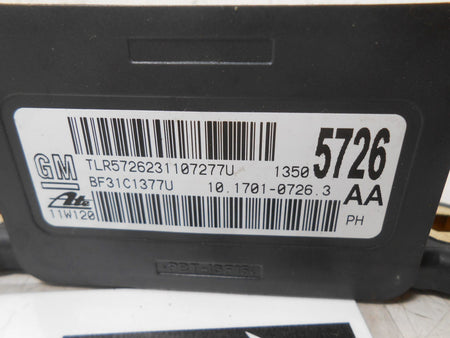 GM
TLR5726231107277U 1350 5726
BF31C1377U 10.1701-0726.3 AA
Ate
11W120 PH